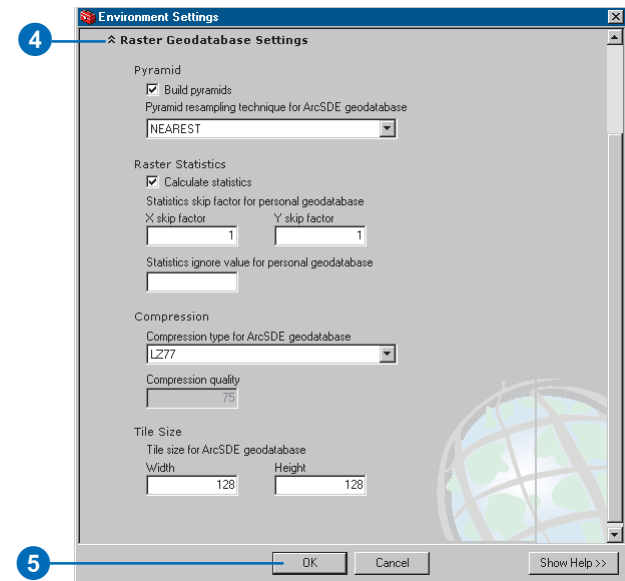 Environment Settings
4
Raster Geodatabase Settings
Pyramid
Build pyramids
Pyramid resampling technique for ArcSDE geodatabase
NEAREST
Raster Statistics
Calculate statistics
Statistics skip factor for personal geodatabase
X skip factor Y skip factor
1 1
Statistics ignore value for personal geodatabase
Compression
Compression type for ArcSDE geodatabase
LZ77
Compression quality
75
Tile Size
Tile size for ArcSDE geodatabase
Width Height
128 128
5
OK Cancel Show Help >>